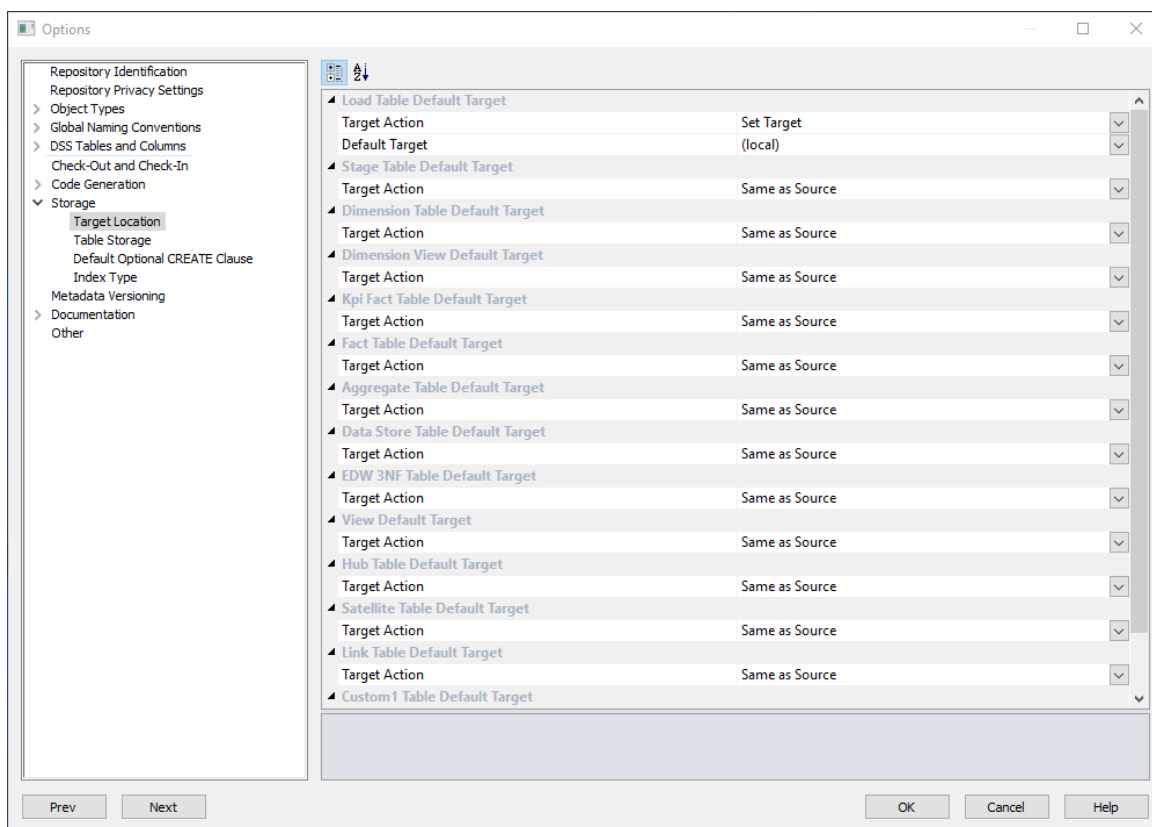 Options
Repository Identification
Repository Privacy Settings
Object Types
Global Naming Conventions
DSS Tables and Columns
Check-Out and Check-In
Code Generation
Storage
Target Location
Table Storage
Default Optional CREATE Clause
Index Type
Metadata Versioning
Documentation
Other
Load Table Default Target
Target Action Set Target
Default Target (local)
Stage Table Default Target
Target Action Same as Source
Dimension Table Default Target
Target Action Same as Source
Dimension View Default Target
Target Action Same as Source
Kpi Fact Table Default Target
Target Action Same as Source
Fact Table Default Target
Target Action Same as Source
Aggregate Table Default Target
Target Action Same as Source
Data Store Table Default Target
Target Action Same as Source
EDW 3NF Table Default Target
Target Action Same as Source
View Default Target
Target Action Same as Source
Hub Table Default Target
Target Action Same as Source
Satellite Table Default Target
Target Action Same as Source
Link Table Default Target
Target Action Same as Source
Custom1 Table Default Target
Prev Next OK Cancel Help